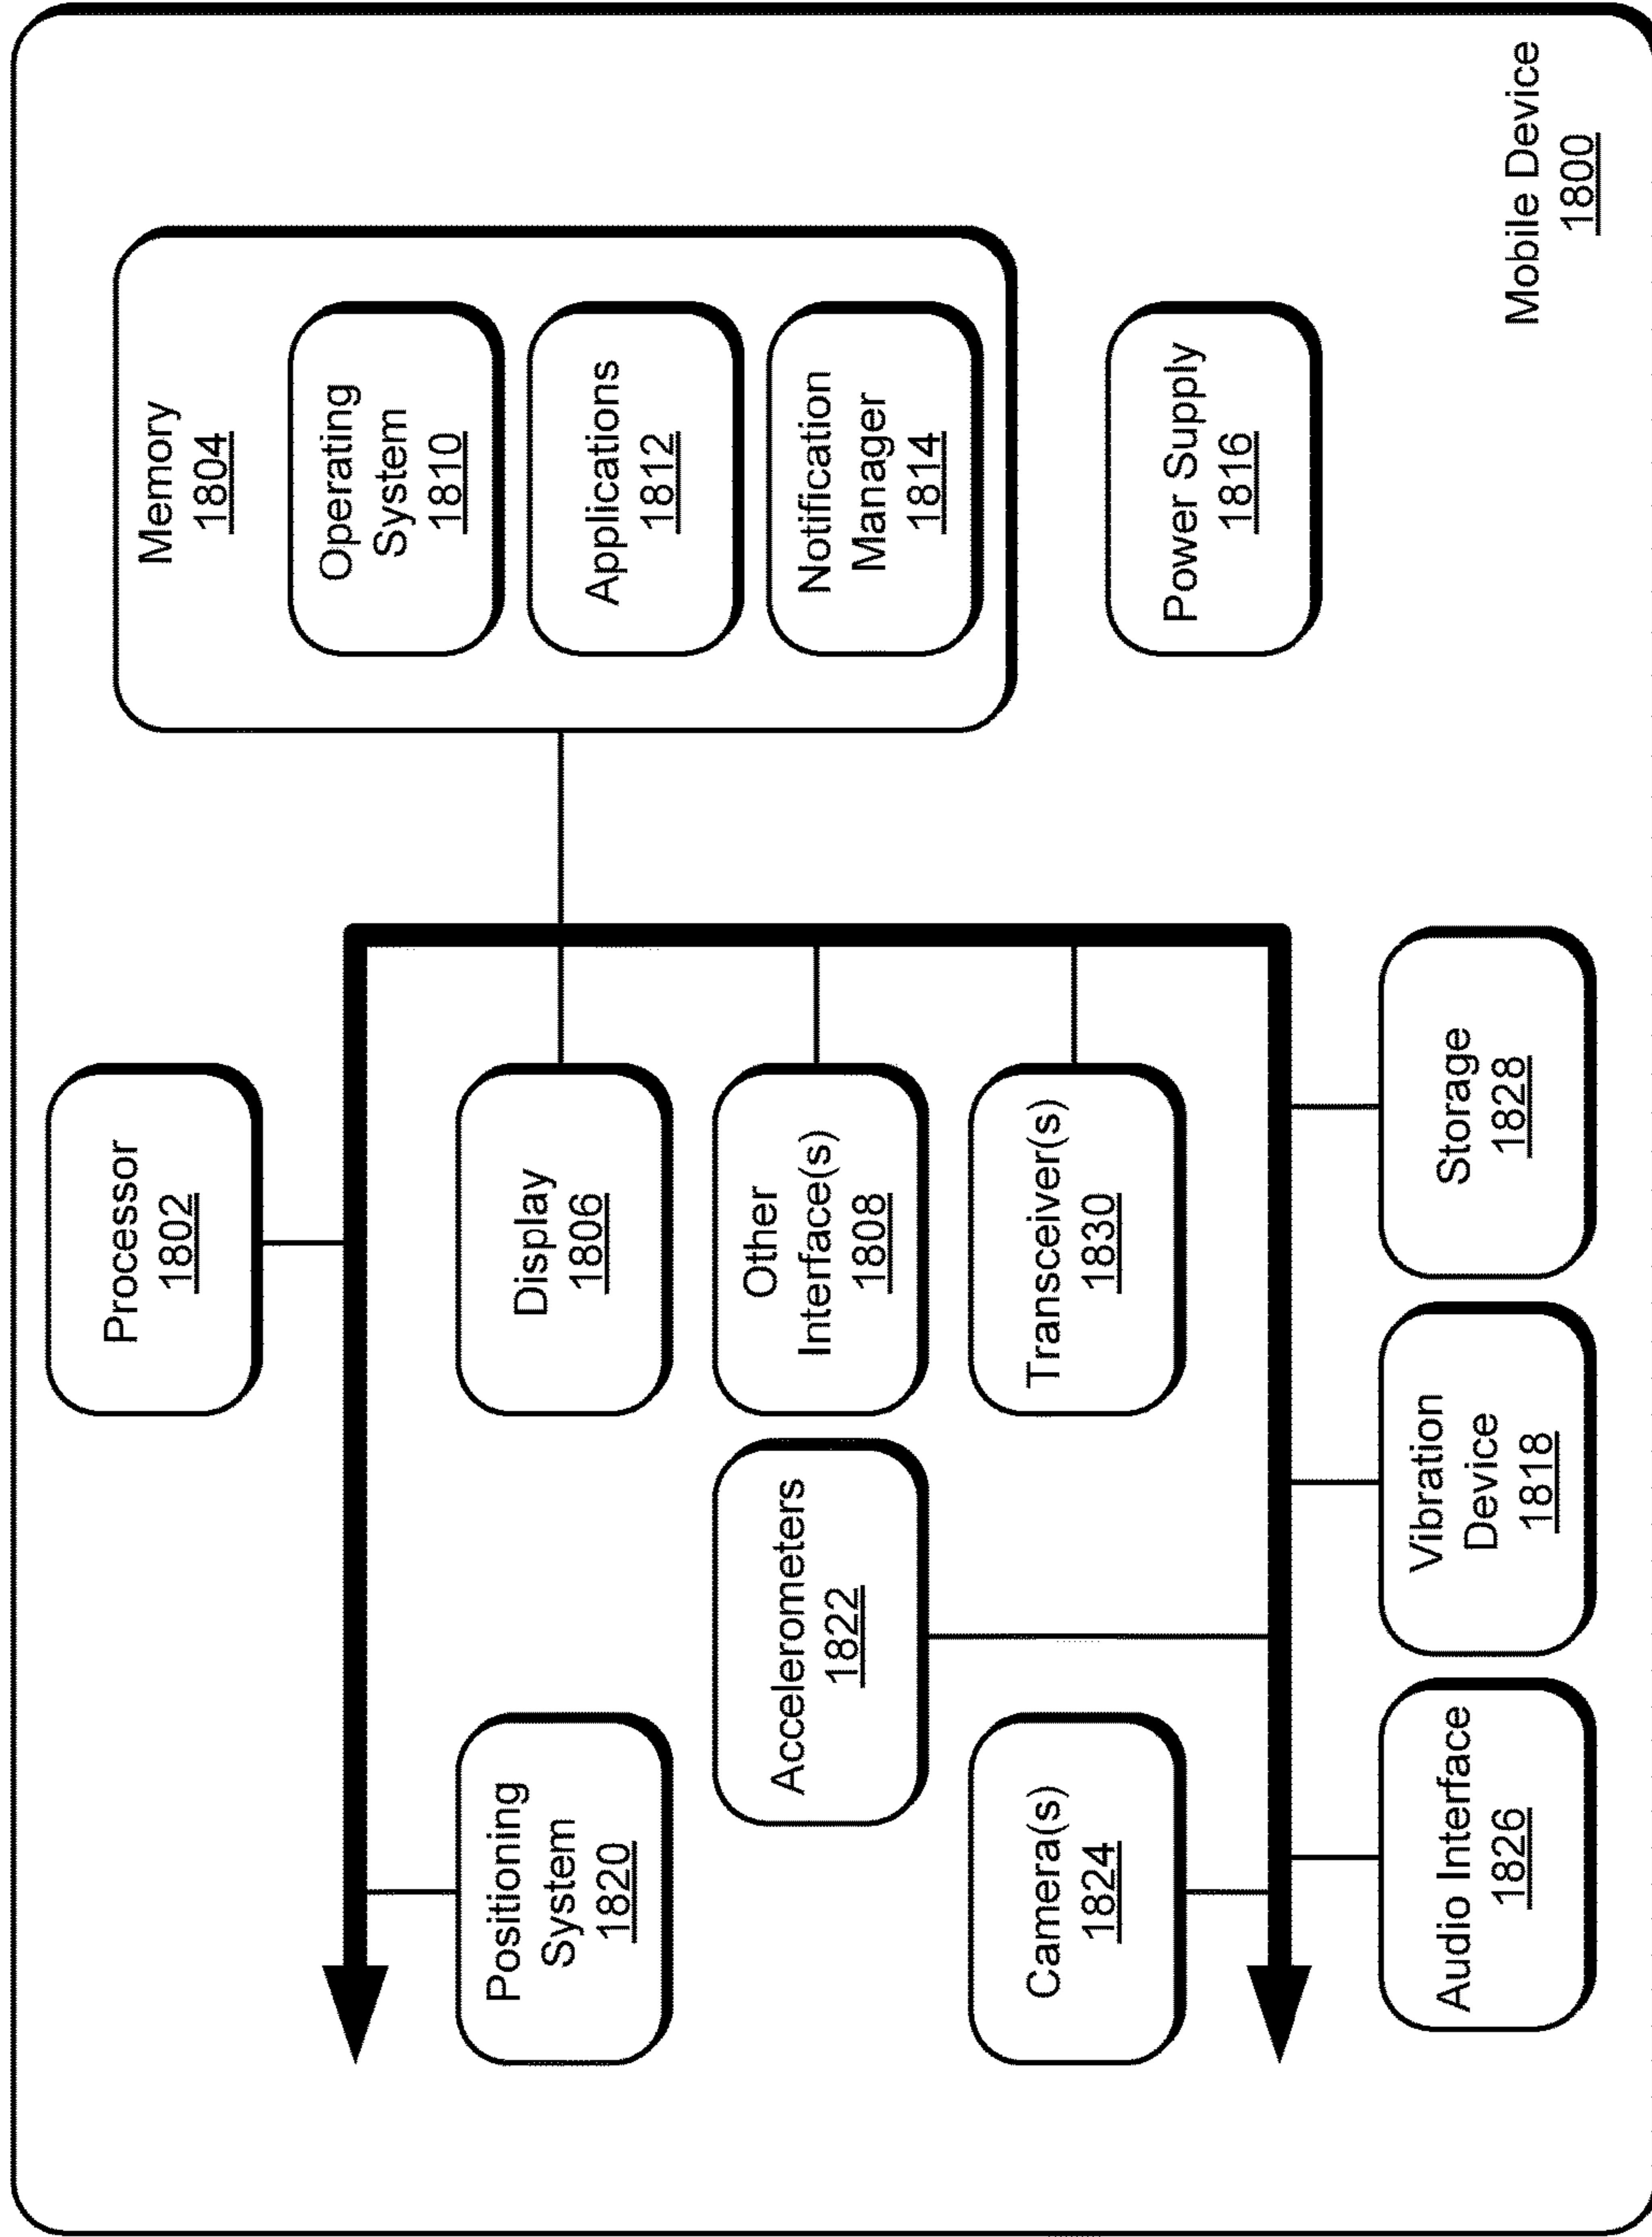 Processor
1802
Memory
1804
Operating
System
1810
Applications
1812
Notification
Manager
1814
Positioning
System
1820
Display
1806
Accelerometers
1822
Other
Interface(s)
1808
Camera(s)
1824
Transceiver(s)
1830
Power Supply
1816
Audio Interface
1826
Vibration
Device
1818
Storage
1828
Mobile Device
1800